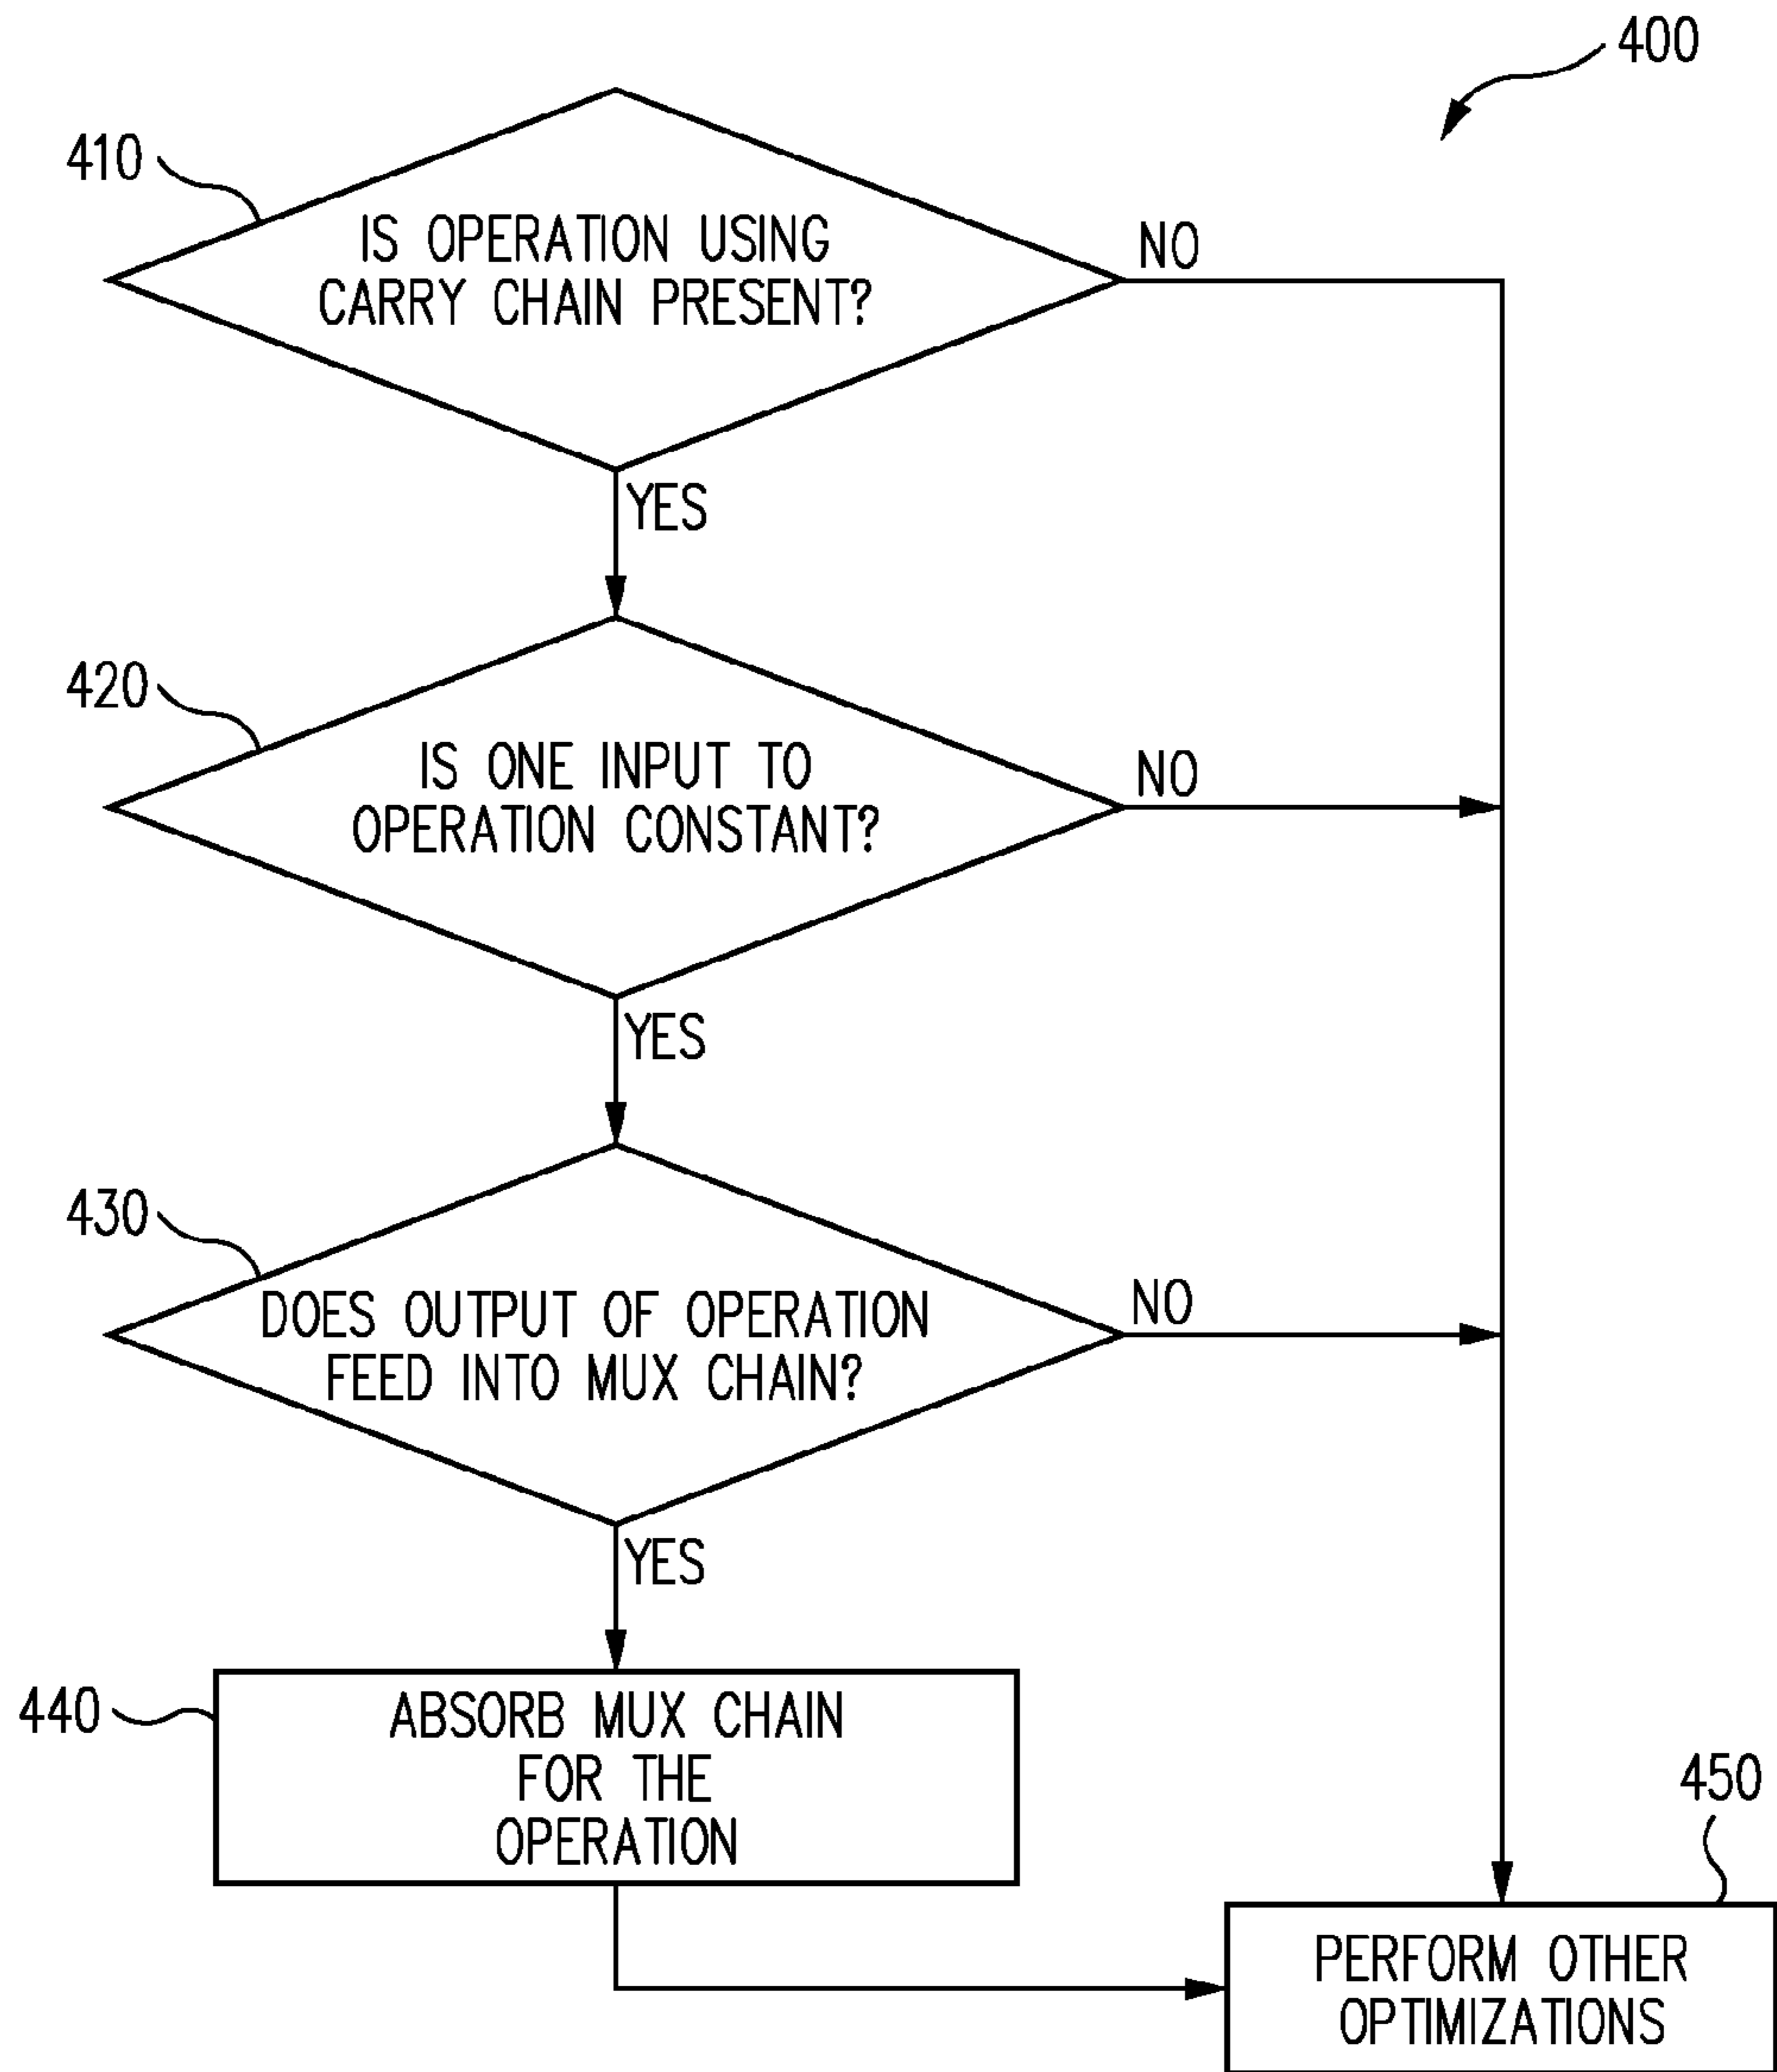 400
410
IS OPERATION USING
CARRY CHAIN PRESENT?
NO
YES
420
IS ONE INPUT TO
OPERATION CONSTANT?
NO
YES
430
DOES OUTPUT OF OPERATION
FEED INTO MUX CHAIN?
NO
YES
440
ABSORB MUX CHAIN
FOR THE
OPERATION
450
PERFORM OTHER
OPTIMIZATIONS